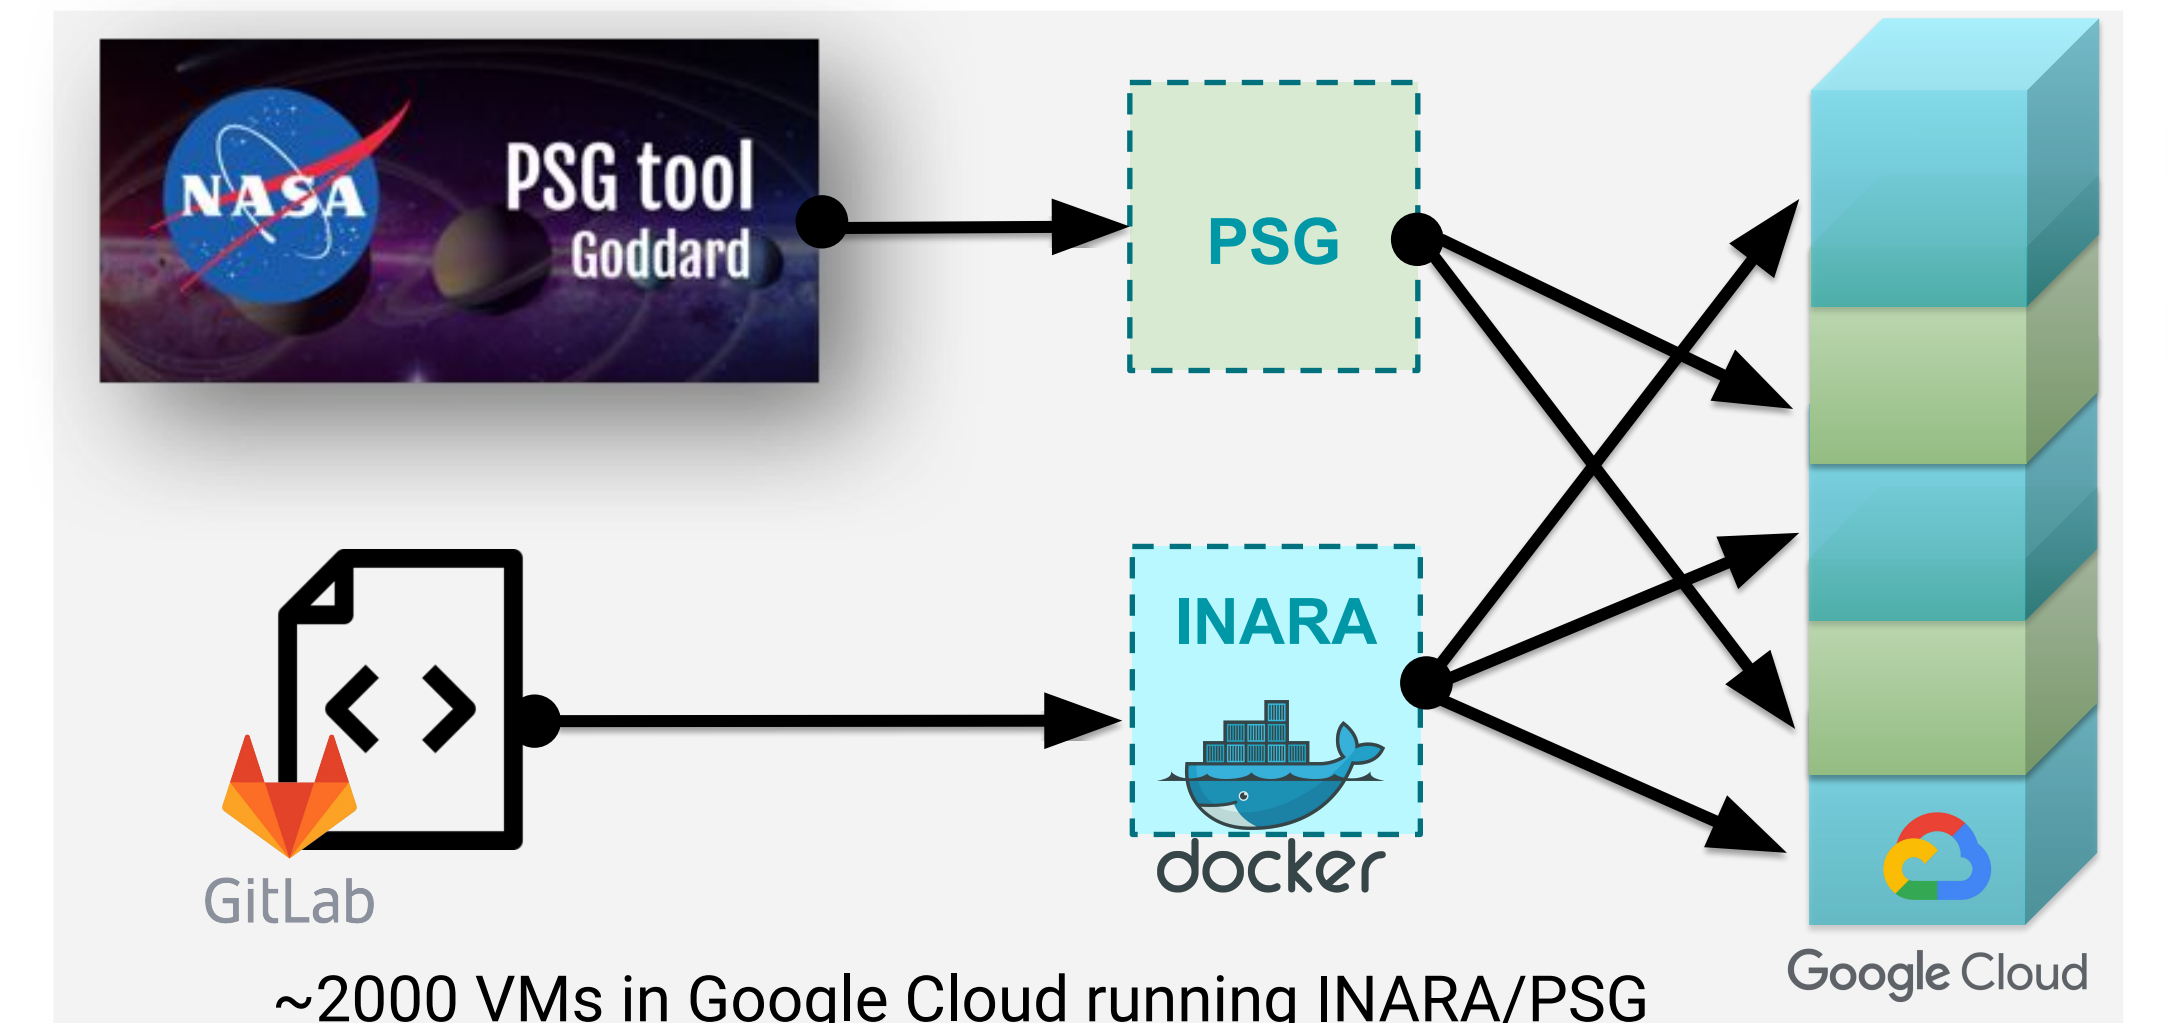 NASA
PSG tool
Goddard
PSG
INARA
docker
GitLab
Google Cloud
~2000 VMs in Google Cloud running INARA/PSG